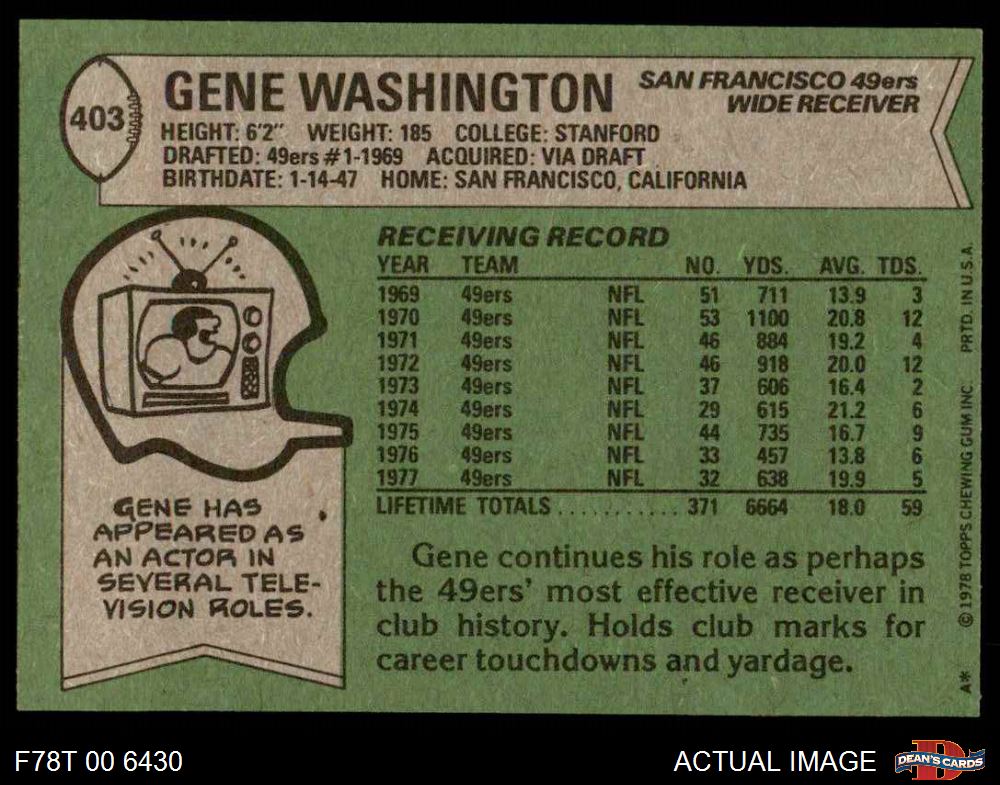 403
GENE WASHINGTON
SAN FRANCISCO 49ers
WIDE RECEIVER
HEIGHT: 6'2" WEIGHT: 185 COLLEGE: STANFORD
DRAFTED: 49ers #1-1969 ACQUIRED: VIA DRAFT
BIRTHDATE: 1-14-47 HOME: SAN FRANCISCO, CALIFORNIA
RECEIVING RECORD
YEAR TEAM NO. YDS. AVG. TDS.
1969 49ers NFL 51 711 13.9 3
1970 49ers NFL 53 1100 20.8 12
1971 49ers NFL 46 884 19.2 4
1972 49ers NFL 46 918 20.0 12
1973 49ers NFL 37 606 16.4 2
1974 49ers NFL 29 615 21.2 6
1975 49ers NFL 44 735 16.7 9
1976 49ers NFL 33 457 13.8 6
1977 49ers NFL 32 638 19.9 5
LIFETIME TOTALS ........... 371 6664 18.0 59
GENE HAS
APPEARED AS
AN ACTOR IN
SEVERAL TELE-
VISION ROLES.
Gene continues his role as perhaps
the 49ers' most effective receiver in
club history. Holds club marks for
career touchdowns and yardage.
A* © 1978 TOPPS CHEWING GUM INC. PRTD. IN U.S.A.
F78T 00 6430
ACTUAL IMAGE
DEAN'S CARDS